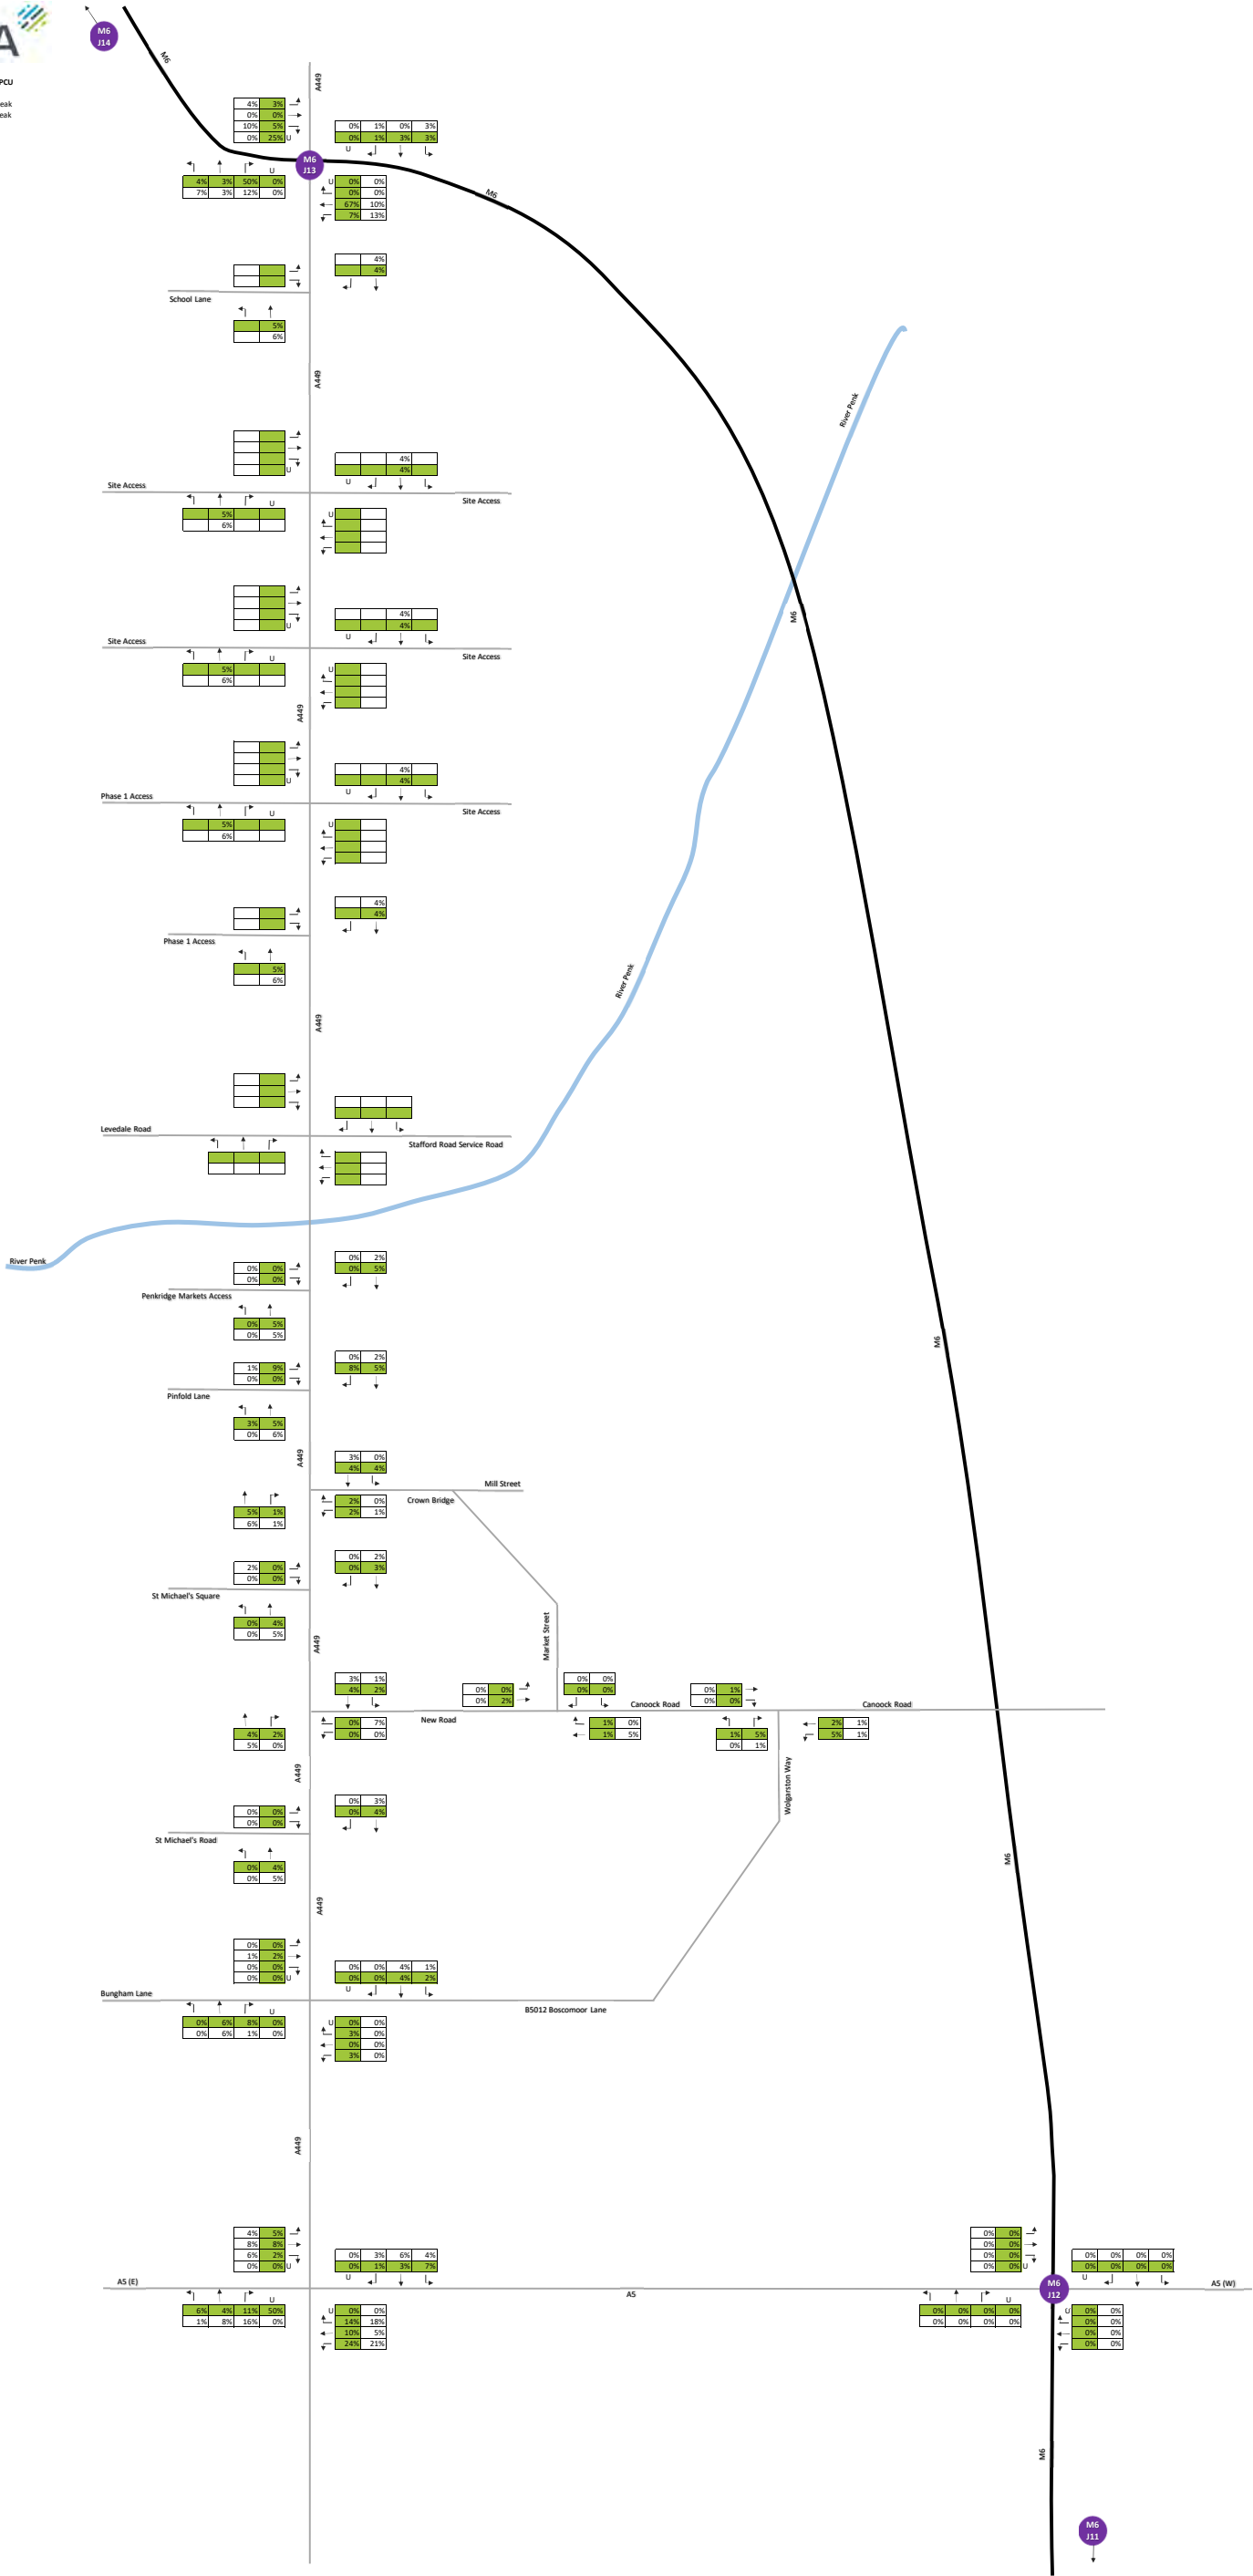 A
M6
J14
M6
PCU
eak
eak
A449
4% 3%
0% 0%
10% 5%
0% 25% U
0% 1% 0% 3%
0% 1% 3% 3%
U
M6
J13
U
4% 3% 50% 0%
7% 3% 12% 0%
U 0% 0%
0% 0%
67% 10%
7% 13%
M6
4%
4%
School Lane
5%
6%
A449
River Penk
U
4%
4%
U
Site Access
Site Access
U
5%
6%
U
U
4%
4%
U
Site Access
Site Access
M6
U
5%
6%
U
A449
U
4%
4%
U
Phase 1 Access
Site Access
U
5%
6%
U
4%
4%
Phase 1 Access
5%
6%
River Penk
A449
Levedale Road
Stafford Road Service Road
River Penk
0% 2%
0% 5%
0% 0%
0% 0%
Penkridge Markets Access
0% 5%
0% 5%
M6
0% 2%
8% 5%
1% 9%
0% 0%
Pinfold Lane
3% 5%
0% 6%
A449
3% 0%
4% 4%
Mill Street
Crown Bridge
2% 0%
2% 1%
5% 1%
6% 1%
0% 2%
0% 3%
2% 0%
0% 0%
St Michael's Square
0% 4%
0% 5%
A449
Market Street
3% 1%
4% 2%
0% 0%
0% 2%
0% 0%
0% 0%
0% 1%
0% 0%
Canoock Road
Canoock Road
New Road
4% 2%
5% 0%
0% 7%
0% 0%
1% 0%
1% 5%
1% 5%
0% 1%
2% 1%
5% 1%
A449
Wolgarston Way
0% 3%
0% 4%
0% 0%
0% 0%
St Michael's Road
0% 4%
0% 5%
M6
A449
0% 0%
1% 2%
0% 0%
0% 0% U
0% 0% 4% 1%
0% 0% 4% 2%
U
Bungham Lane
B5012 Boscomoor Lane
U
0% 6% 8% 0%
0% 6% 1% 0%
U 0% 0%
3% 0%
0% 0%
3% 0%
A449
4% 5%
8% 8%
6% 2%
0% 0% U
0% 3% 6% 4%
0% 1% 3% 7%
U
0% 0%
0% 0%
0% 0%
0% 0% U
0% 0% 0% 0%
0% 0% 0% 0%
U
A5 (E)
A5
M6
J12
A5 (W)
U
6% 4% 11% 50%
1% 8% 16% 0%
U 0% 0%
14% 18%
10% 5%
24% 21%
U
0% 0% 0% 0%
0% 0% 0% 0%
U 0% 0%
0% 0%
0% 0%
0% 0%
M6
M6
J11